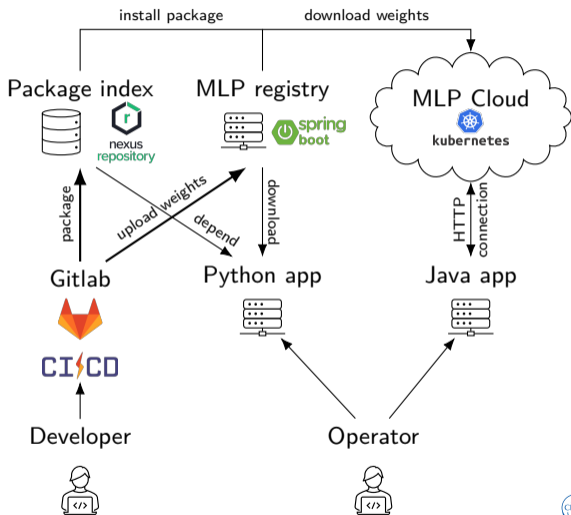 install package
download weights
Package index
MLP registry
MLP Cloud
r
nexus
repository
spring
boot
kubernetes
package
upload weights
depend
download
HTTP
connection
Gitlab
Python app
Java app
CI CD
Developer
Operator
</>
</>